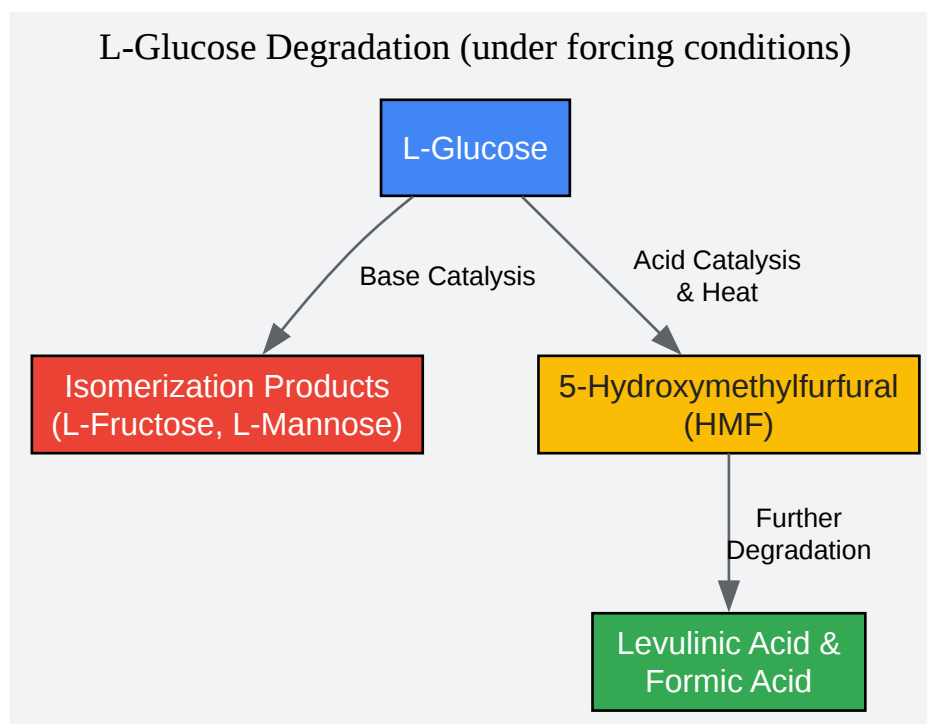 L-Glucose Degradation (under forcing conditions)
L-Glucose
Base Catalysis
Acid Catalysis
& Heat
Isomerization Products
(L-Fructose, L-Mannose)
5-Hydroxymethylfurfural
(HMF)
Further
Degradation
Levulinic Acid &
Formic Acid